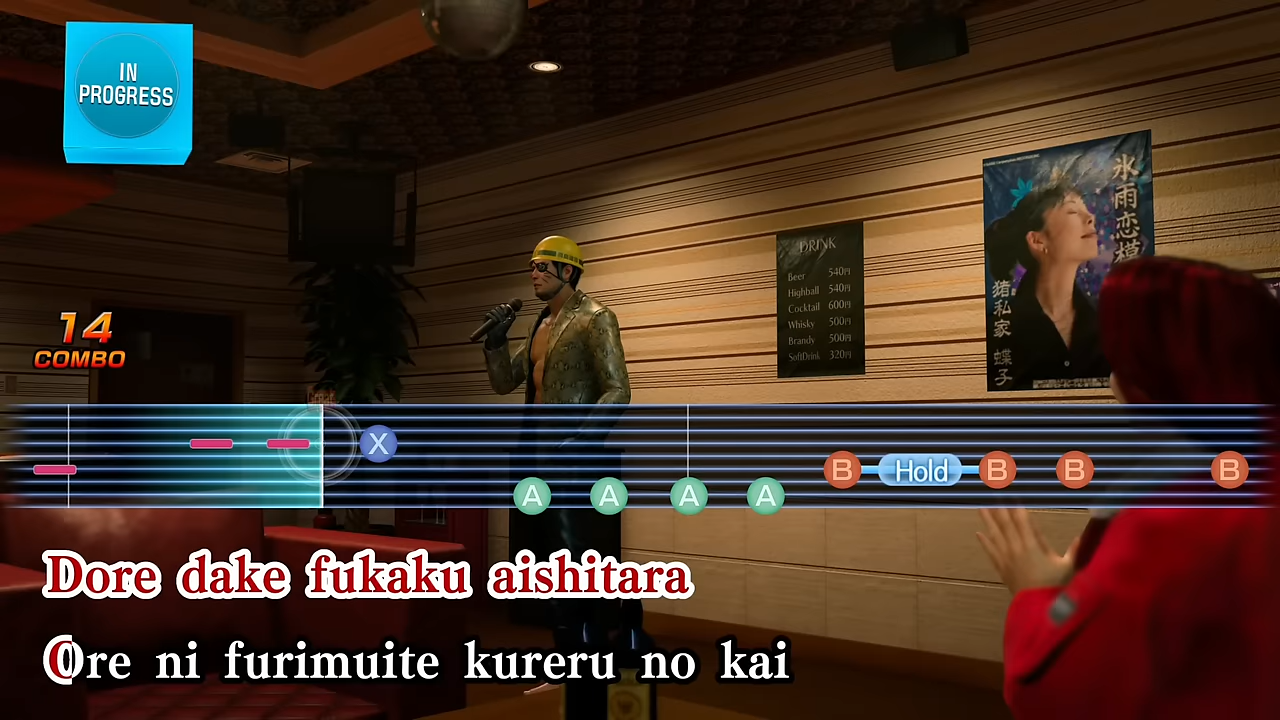 IN
PROGRESS
氷雨恋模
猪私家 蝶子
DRINK
Beer 540円
Highball 540円
Cocktail 600円
Whisky 500円
Brandy 500円
SoftDrink 320円
14
COMBO
Great
X
A A A A
B Hold B B B
Dore dake fukaku aishitara
Ore ni furimuite kureru no kai